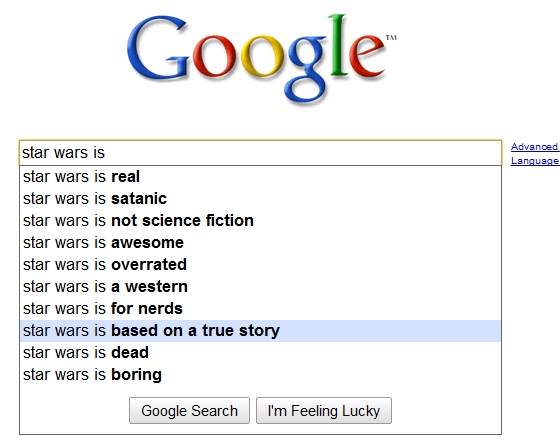 Google™
star wars is
Advanced
Language
star wars is real
star wars is satanic
star wars is not science fiction
star wars is awesome
star wars is overrated
star wars is a western
star wars is for nerds
star wars is based on a true story
star wars is dead
star wars is boring
Google Search I'm Feeling Lucky